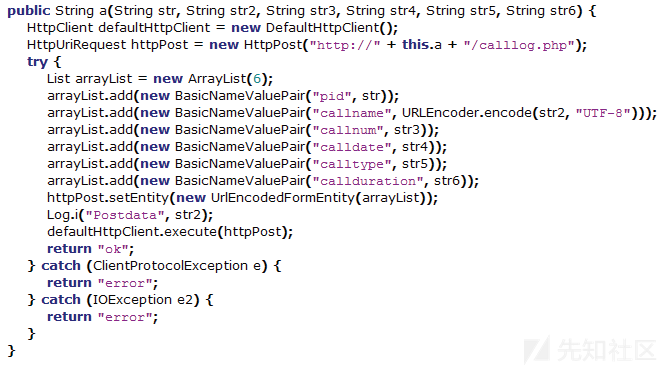 public String a(String str, String str2, String str3, String str4, String str5, String str6) {
HttpClient defaultHttpClient = new DefaultHttpClient();
HttpUriRequest httpPost = new HttpPost("http://" + this.a + "/calllog.php");
try {
List arrayList = new ArrayList(6);
arrayList.add(new BasicNameValuePair("pid", str));
arrayList.add(new BasicNameValuePair("callname", URLEncoder.encode(str2, "UTF-8")));
arrayList.add(new BasicNameValuePair("callnum", str3));
arrayList.add(new BasicNameValuePair("calldate", str4));
arrayList.add(new BasicNameValuePair("calltype", str5));
arrayList.add(new BasicNameValuePair("callduration", str6));
httpPost.setEntity(new UrlEncodedFormEntity(arrayList));
Log.i("Postdata", str2);
defaultHttpClient.execute(httpPost);
return "ok";
} catch (ClientProtocolException e) {
return "error";
} catch (IOException e2) {
return "error";
}
}
先知社区